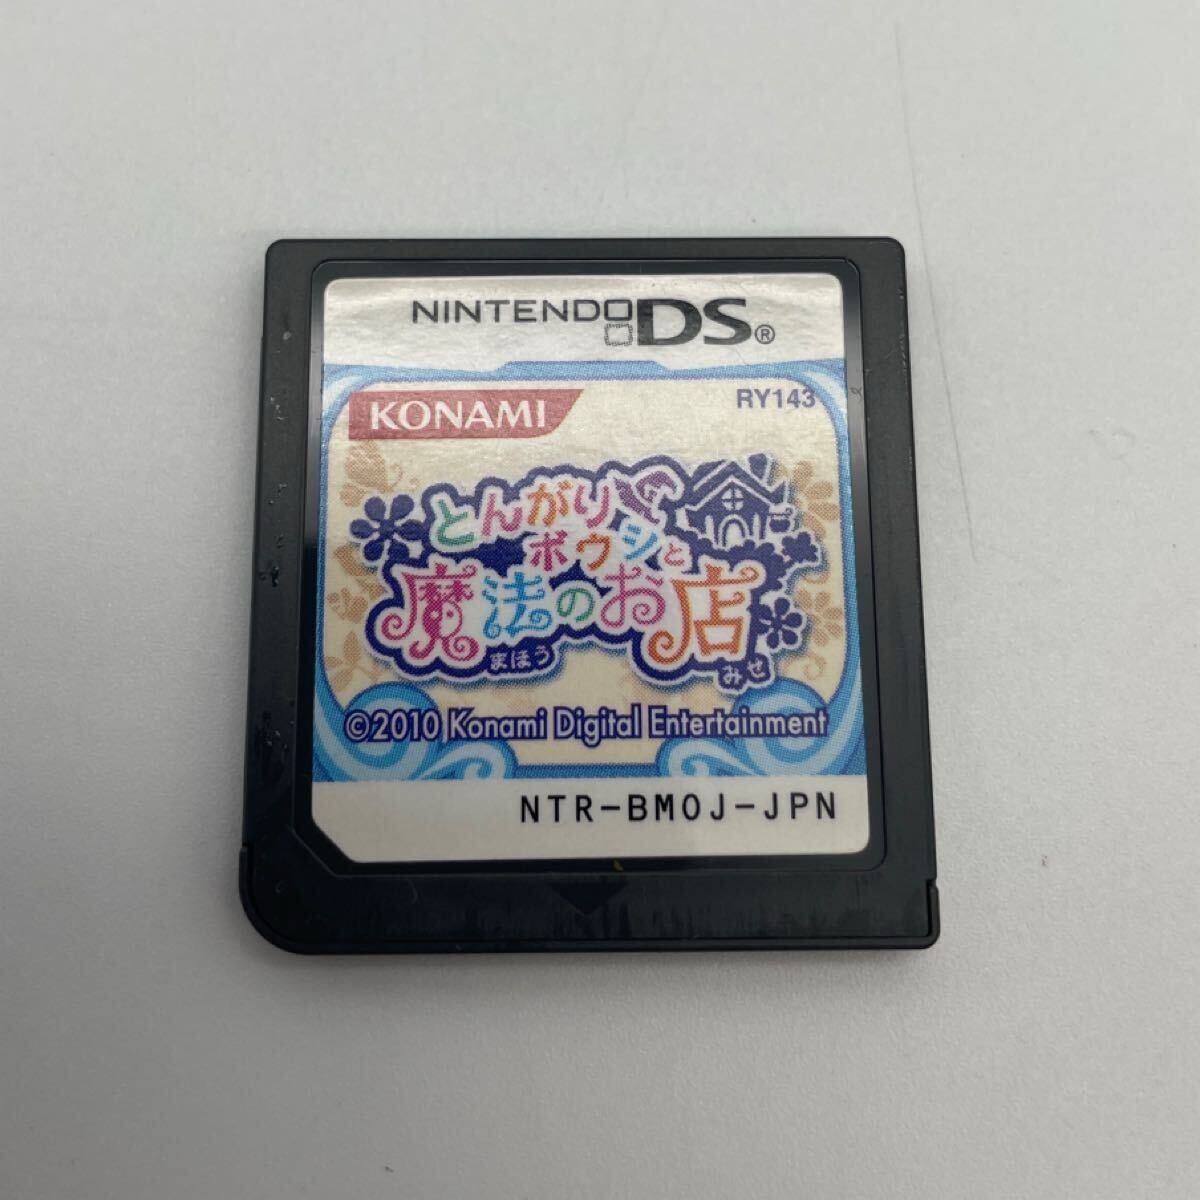 NINTENDO DS®
KONAMI
RY143
とんがり
ボウシと
魔法のお店
まほう
みせ
©2010 Konami Digital Entertainment
NTR-BM0J-JPN